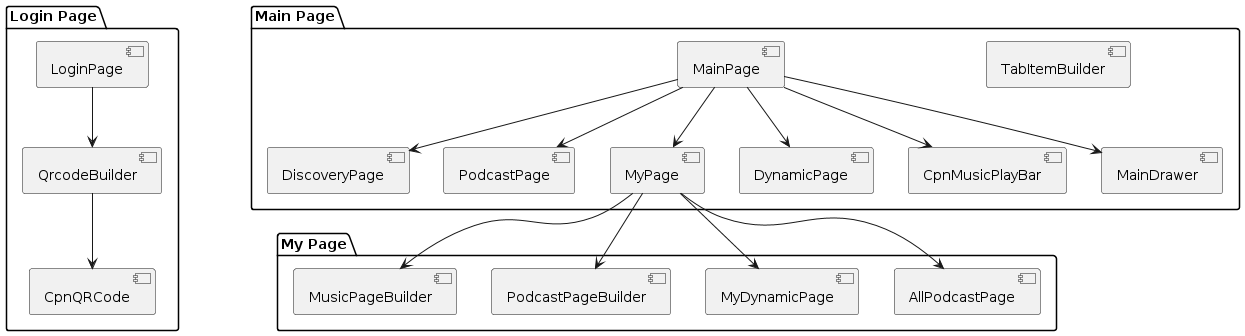 Login Page
LoginPage
QrcodeBuilder
CpnQRCode
Main Page
MainPage
TabItemBuilder
DiscoveryPage
PodcastPage
MyPage
DynamicPage
CpnMusicPlayBar
MainDrawer
My Page
MusicPageBuilder
PodcastPageBuilder
MyDynamicPage
AllPodcastPage